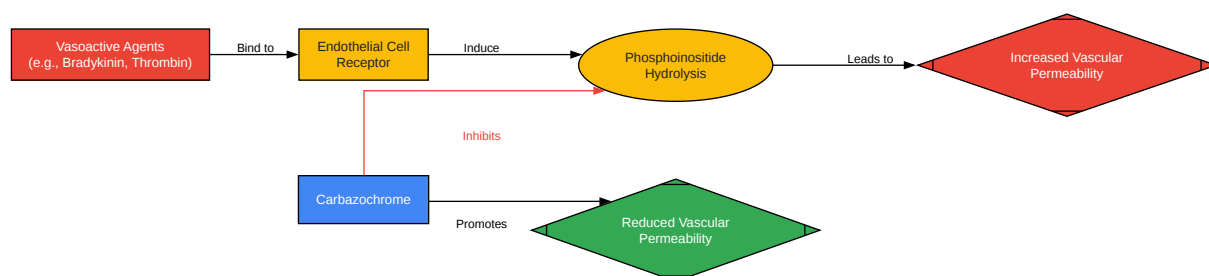 Vasoactive Agents
(e.g., Bradykinin, Thrombin)
Bind to
Endothelial Cell
Receptor
Induce
Phosphoinositide
Hydrolysis
Leads to
Increased Vascular
Permeability
Inhibits
Carbazochrome
Promotes
Reduced Vascular
Permeability